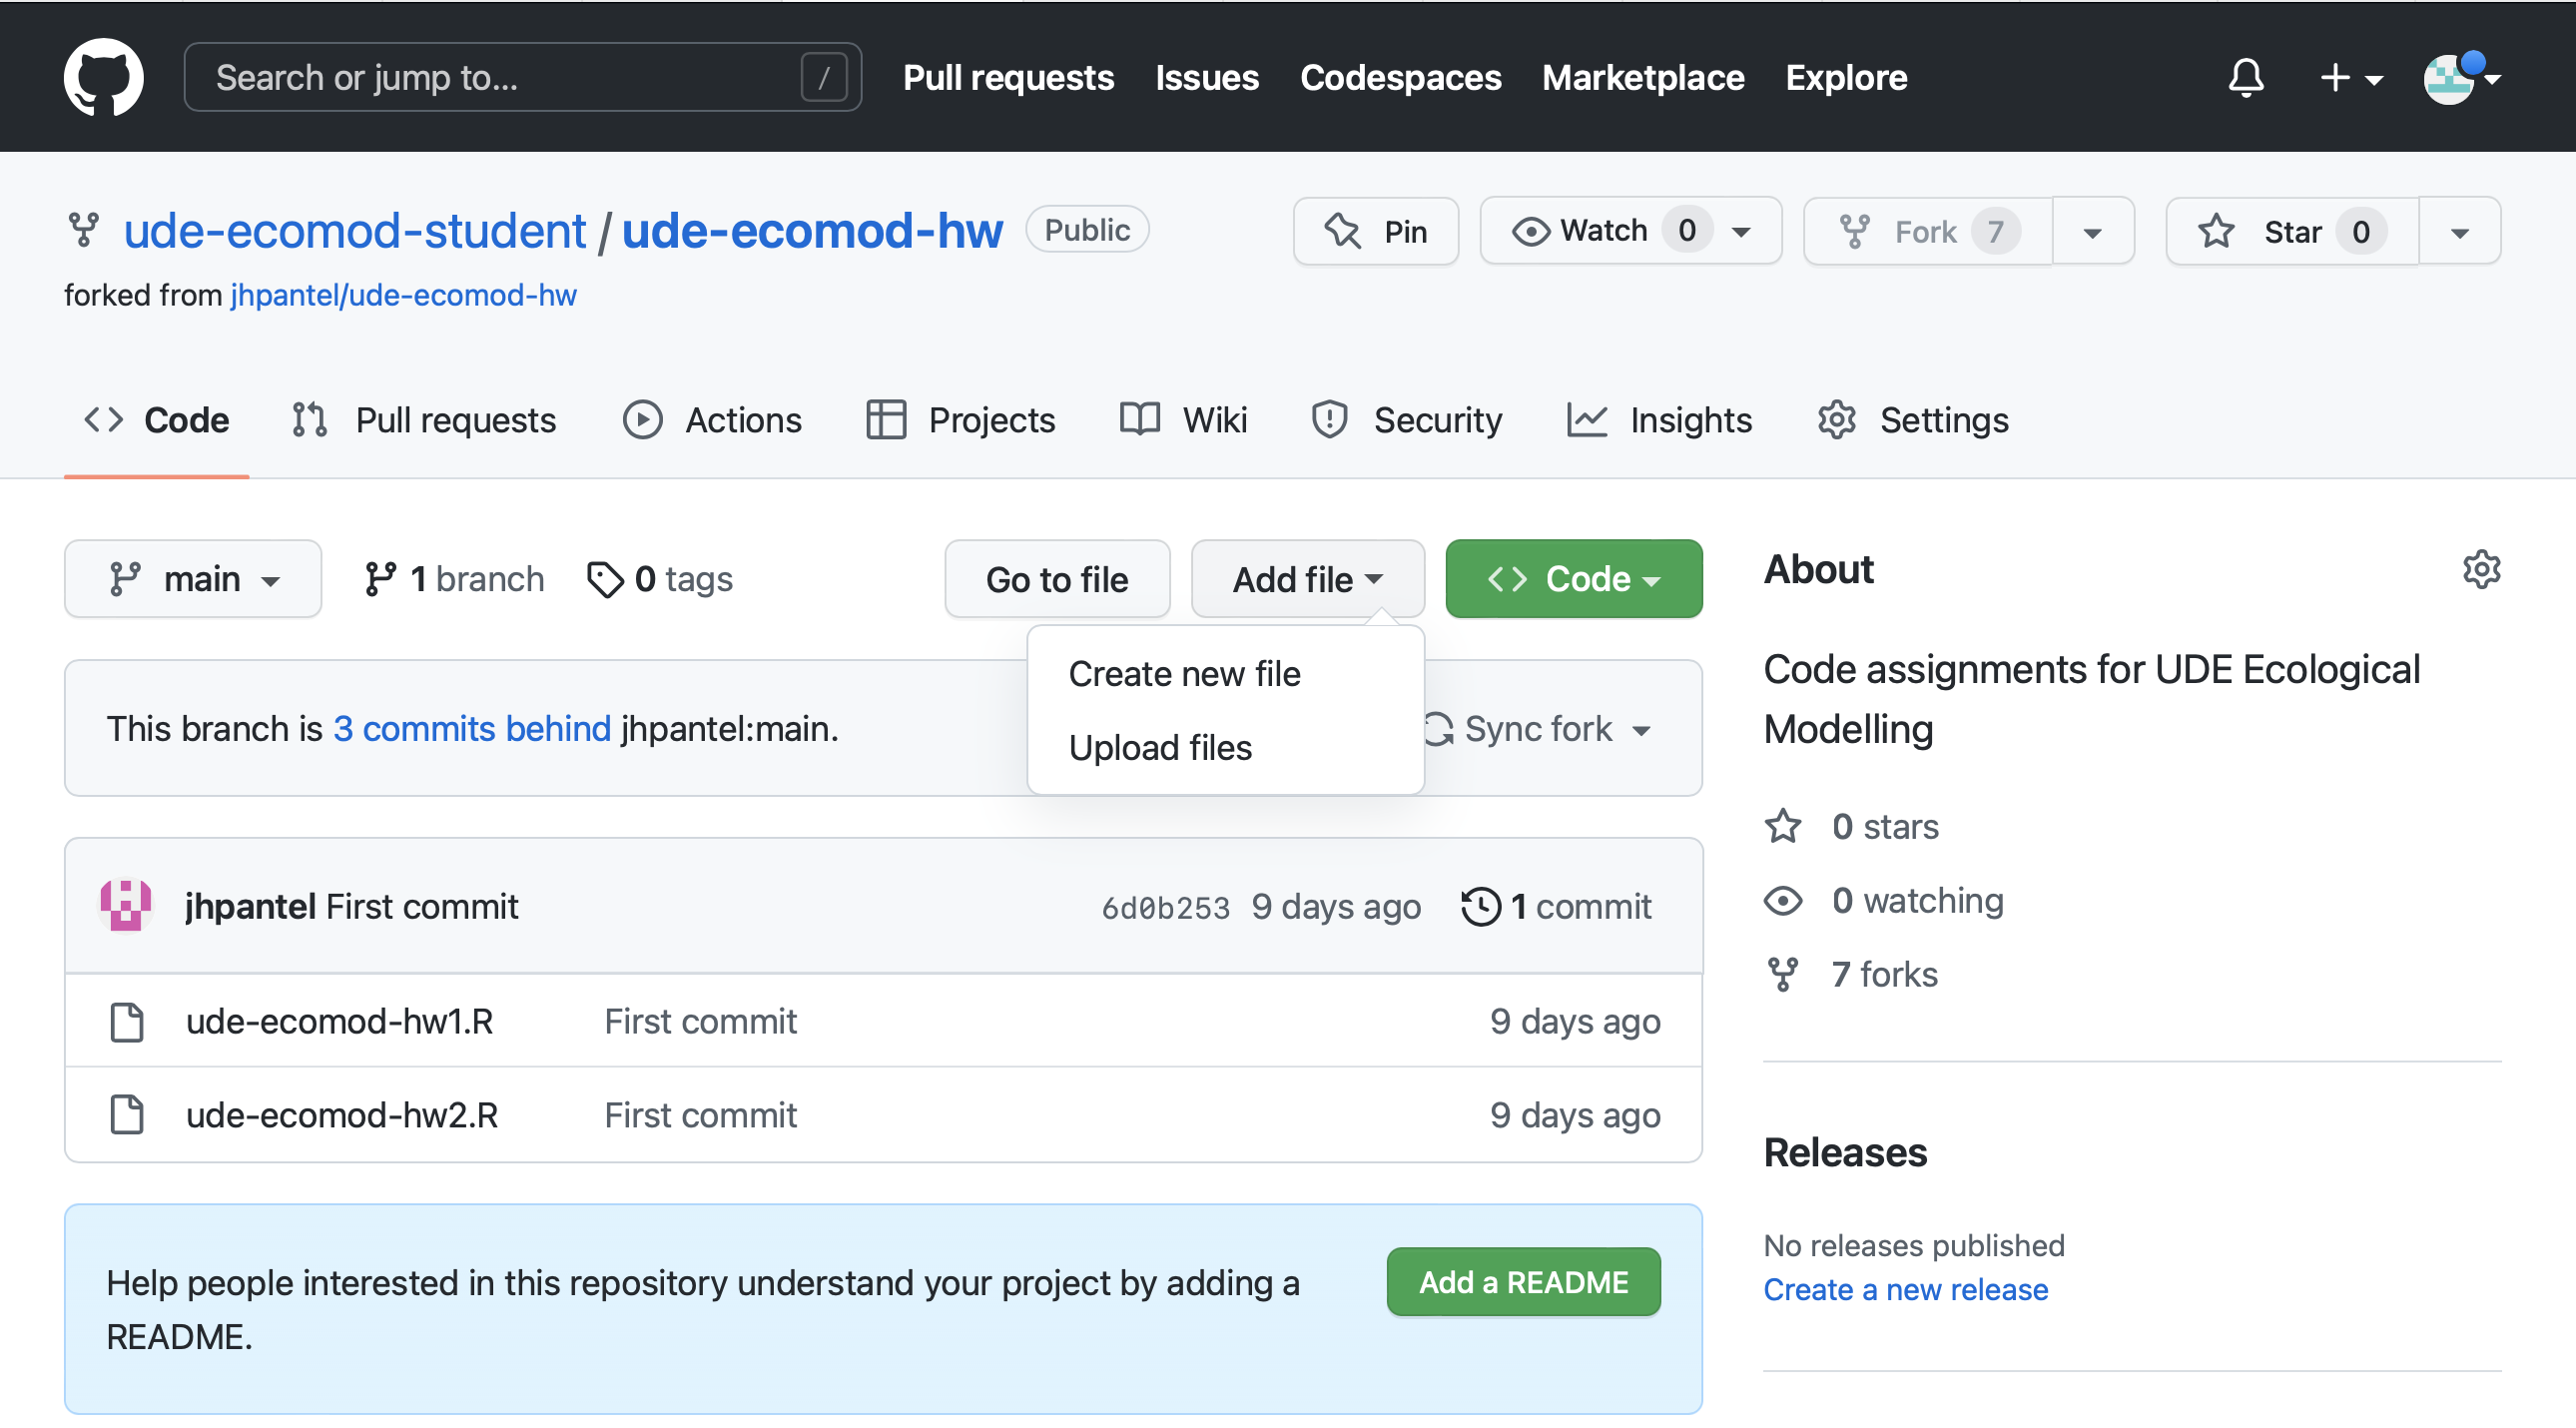 Search or jump to... / Pull requests Issues Codespaces Marketplace Explore
ude-ecomod-student / ude-ecomod-hw Public Pin Watch 0 Fork 7 Star 0
forked from jhpantel/ude-ecomod-hw
Code Pull requests Actions Projects Wiki Security Insights Settings
main 1 branch 0 tags Go to file Add file Code
Create new file
Upload files
This branch is 3 commits behind jhpantel:main. Sync fork
jhpantel First commit 6d0b253 9 days ago 1 commit
ude-ecomod-hw1.R First commit 9 days ago
ude-ecomod-hw2.R First commit 9 days ago
Help people interested in this repository understand your project by adding a
README.
Add a README
About
Code assignments for UDE Ecological
Modelling
0 stars
0 watching
7 forks
Releases
No releases published
Create a new release